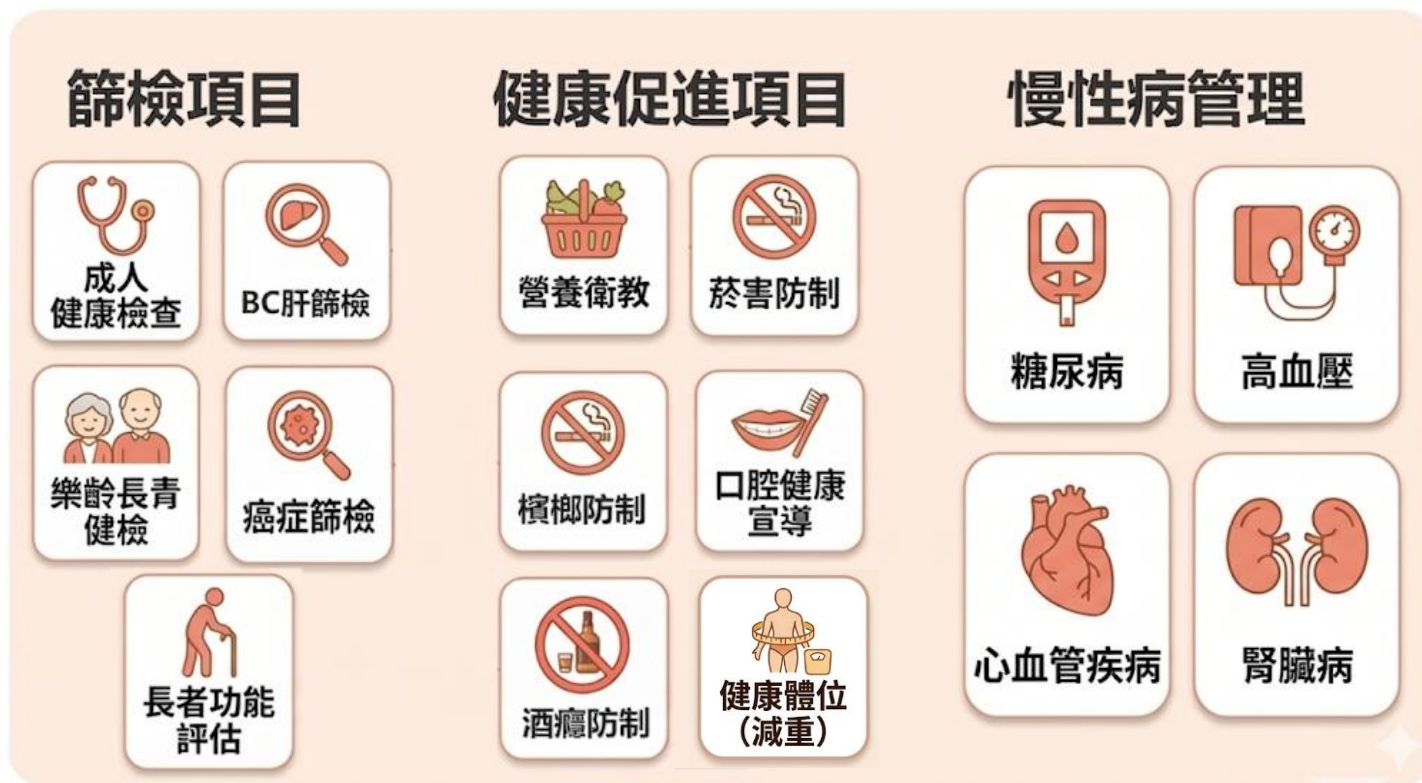 篩檢項目
成人
健康檢查
BC肝篩檢
樂齡長青
健檢
癌症篩檢
長者功能
評估
健康促進項目
營養衛教
菸害防制
檳榔防制
口腔健康
宣導
酒癮防制
健康體位
（減重）
慢性病管理
糖尿病
高血壓
心血管疾病
腎臟病